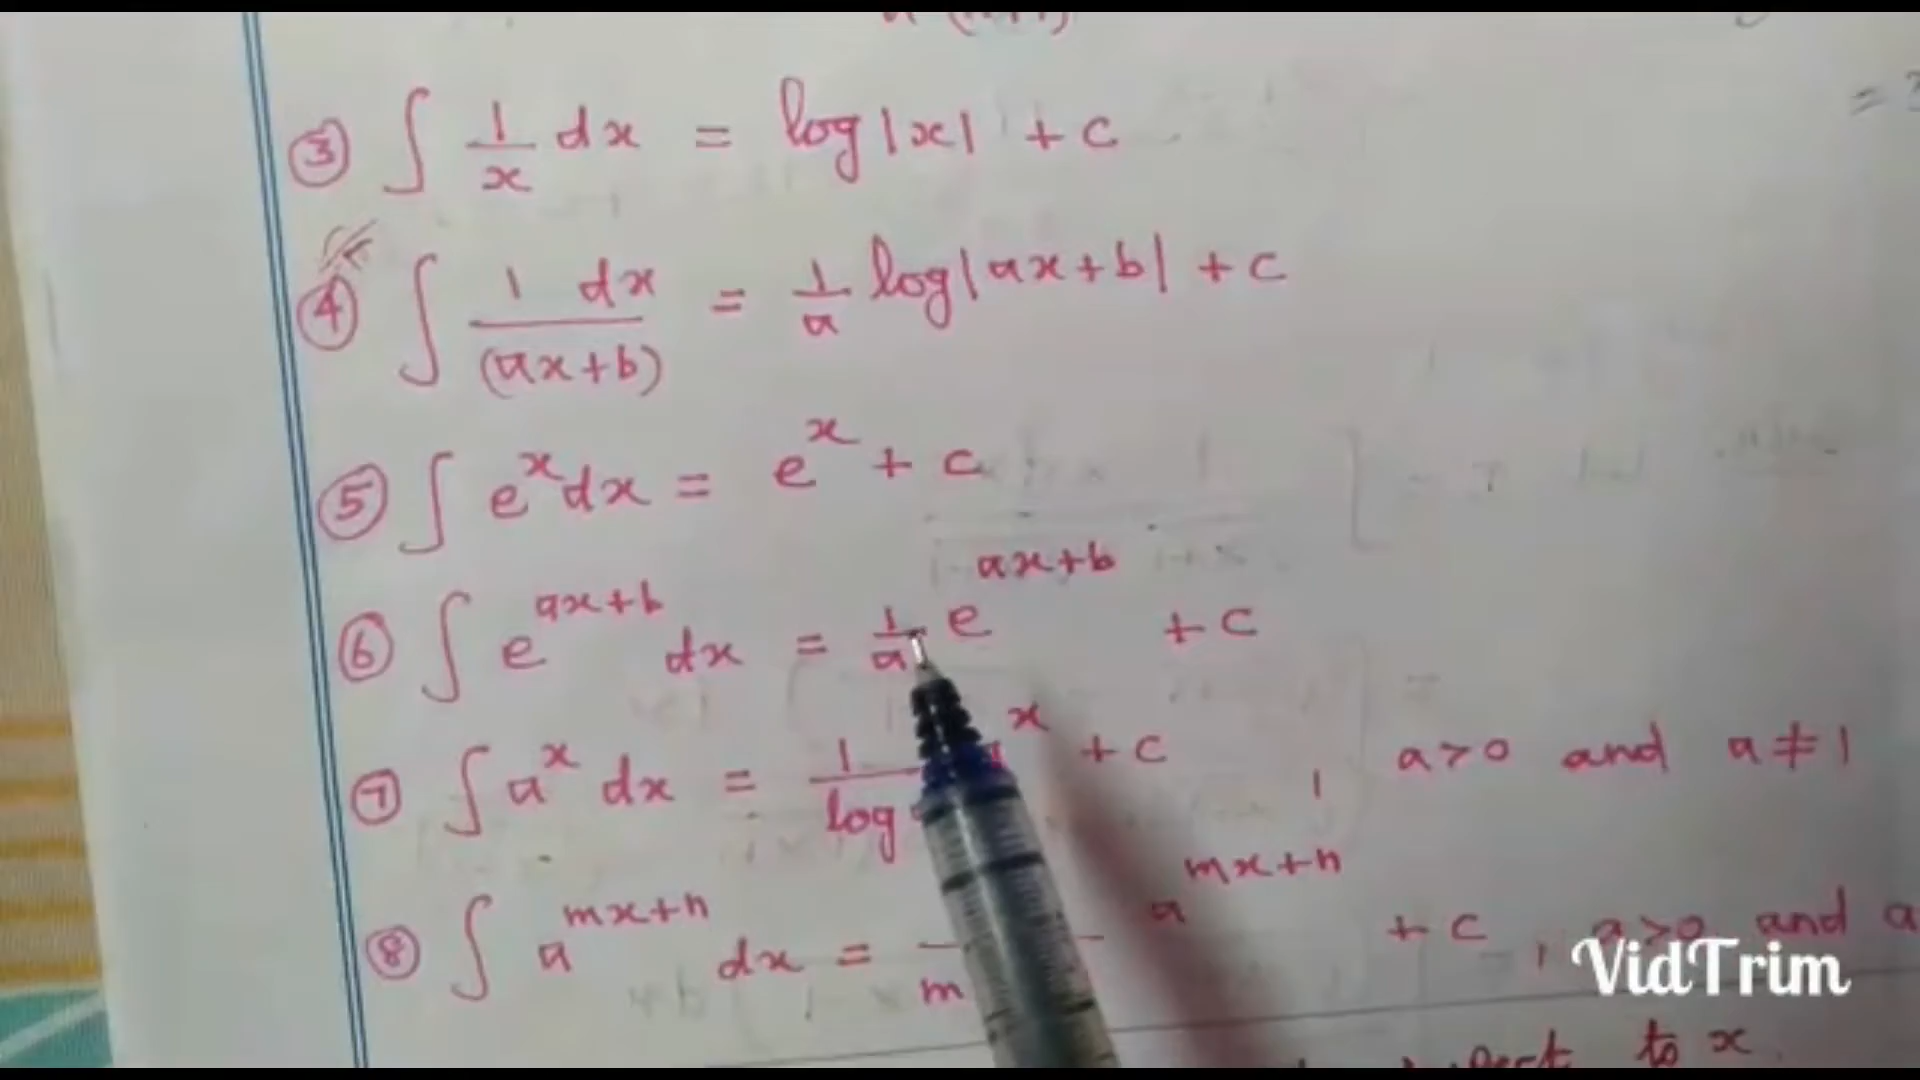 ③ ∫ 1/x dx = log|x| + c
④ ∫ 1 dx/(ax+b) = 1/a log|ax+b| + c
⑤ ∫ e^x dx = e^x + c
⑥ ∫ e^(ax+b) dx = 1/a e^(ax+b) + c
⑦ ∫ a^x dx = 1/log a^x + c , a>0 and a≠1
⑧ ∫ a^(mx+n) dx = m a^(mx+n) + c , a>0 and a
VidTrim
to x.